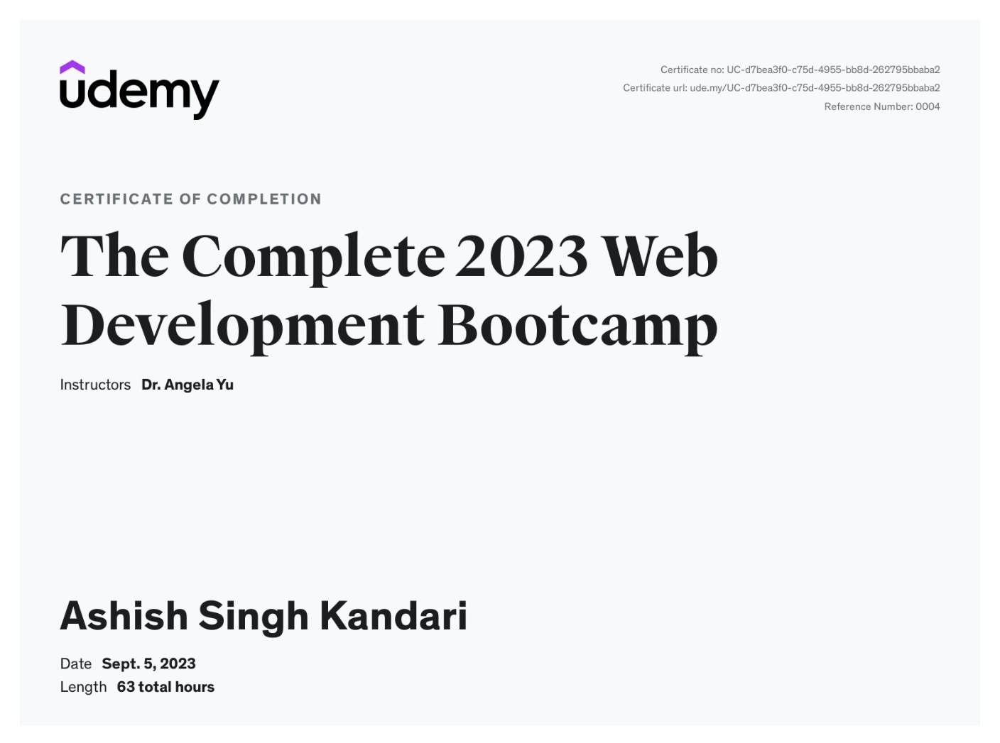 udemy
Certificate no: UC-d7bea3f0-c75d-4955-bb8d-262795bbaba2
Certificate url: ude.my/UC-d7bea3f0-c75d-4955-bb8d-262795bbaba2
Reference Number: 0004
CERTIFICATE OF COMPLETION
The Complete 2023 Web
Development Bootcamp
Instructors Dr. Angela Yu
Ashish Singh Kandari
Date Sept. 5, 2023
Length 63 total hours